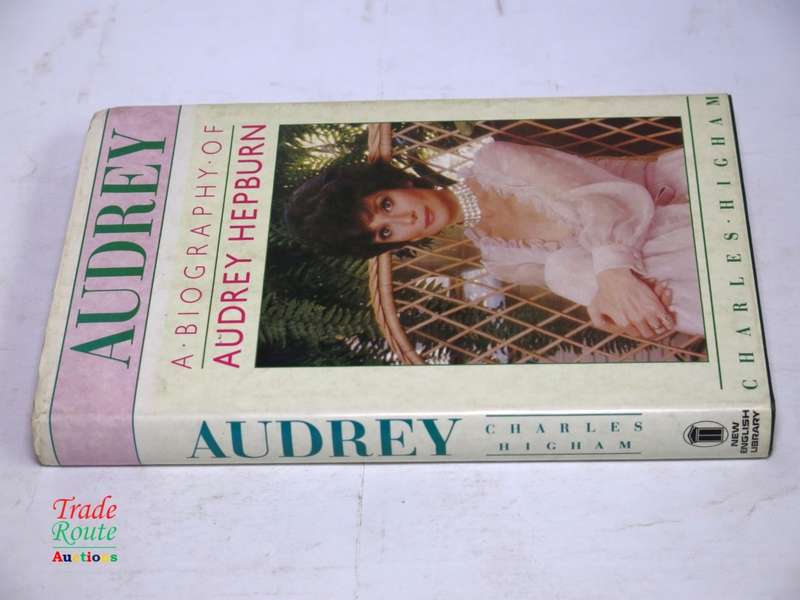 AUDREY
A·BIOGRAPHY·OF
AUDREY HEPBURN
CHARLES·HIGHAM
AUDREY
CHARLES
HIGHAM
NEW
ENGLISH
LIBRARY
Trade
Route
Auctions